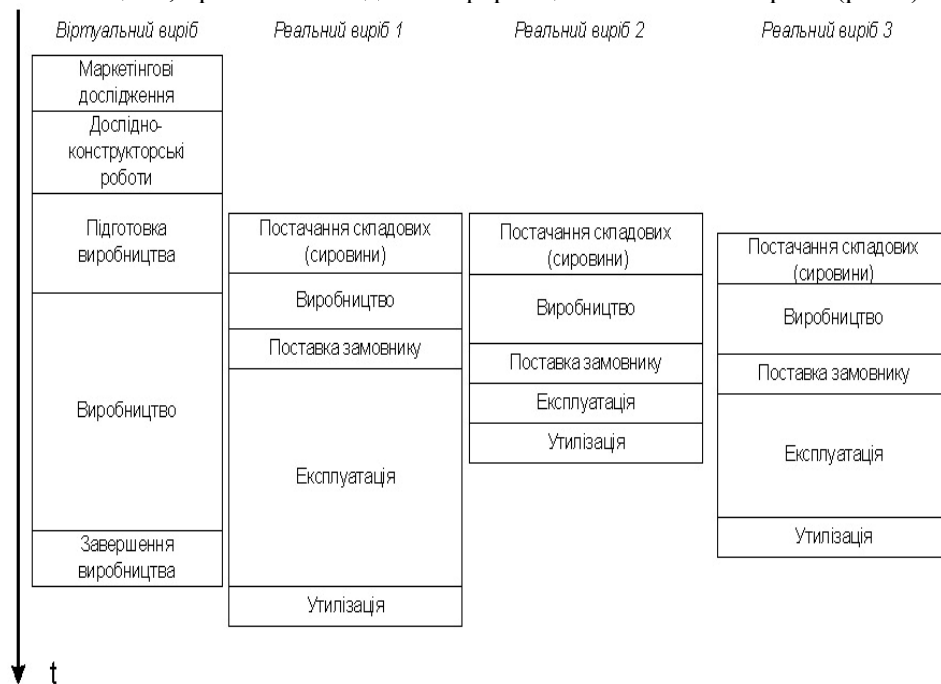 Віртуальний виріб
Реальний виріб 1
Реальний виріб 2
Реальний виріб 3
Маркетінгові
дослідження
Дослідно-
конструкторські
роботи
Підготовка
виробництва
Виробництво
Завершення
виробництва
Постачання складових
(сировини)
Виробництво
Поставка замовнику
Експлуатація
Утилізація
Постачання складових
(сировини)
Виробництво
Поставка замовнику
Експлуатація
Утилізація
Постачання складових
(сировини)
Виробництво
Поставка замовнику
Експлуатація
Утилізація
t